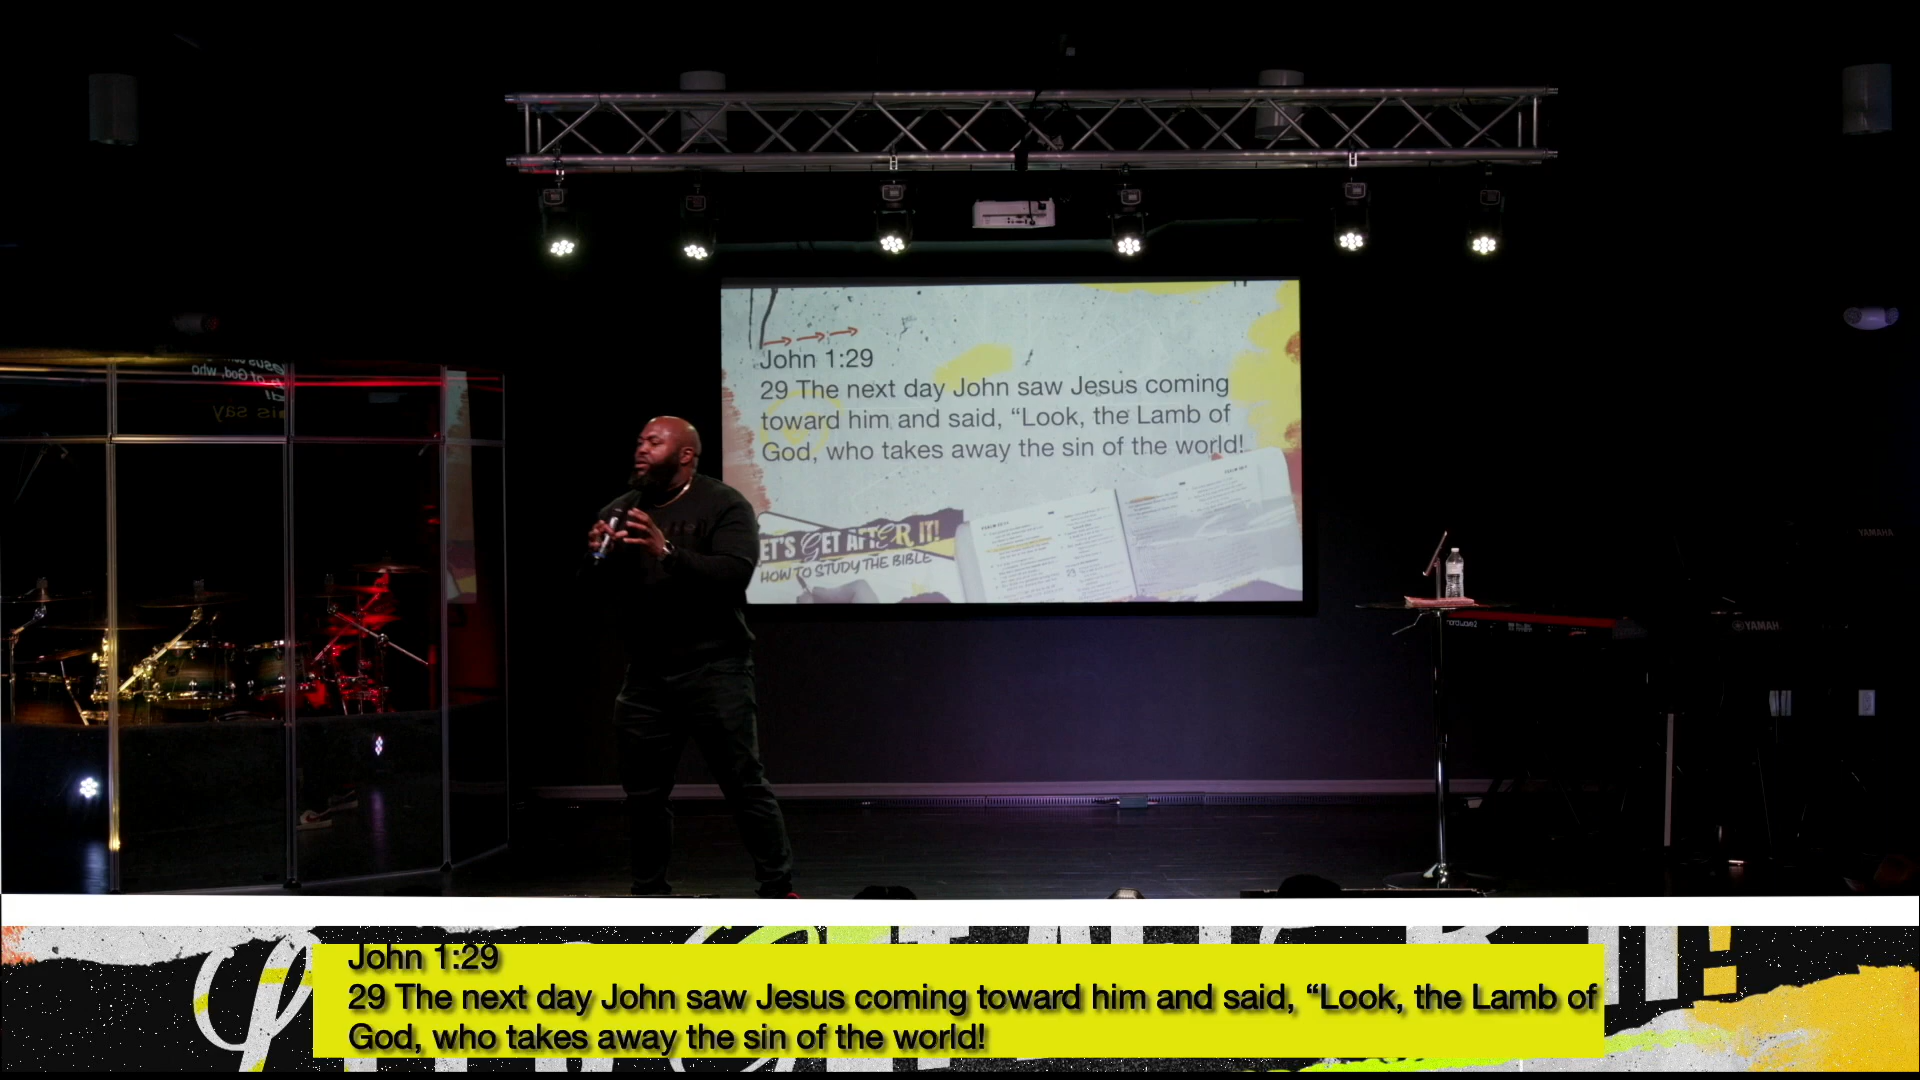 John 1:29
29 The next day John saw Jesus coming
toward him and said, “Look, the Lamb of
God, who takes away the sin of the world!
ET'S GET AFTER IT!
HOW TO STUDY THE BIBLE
YAMAHA
YAMAHA
John 1:29
29 The next day John saw Jesus coming toward him and said, “Look, the Lamb of
God, who takes away the sin of the world!